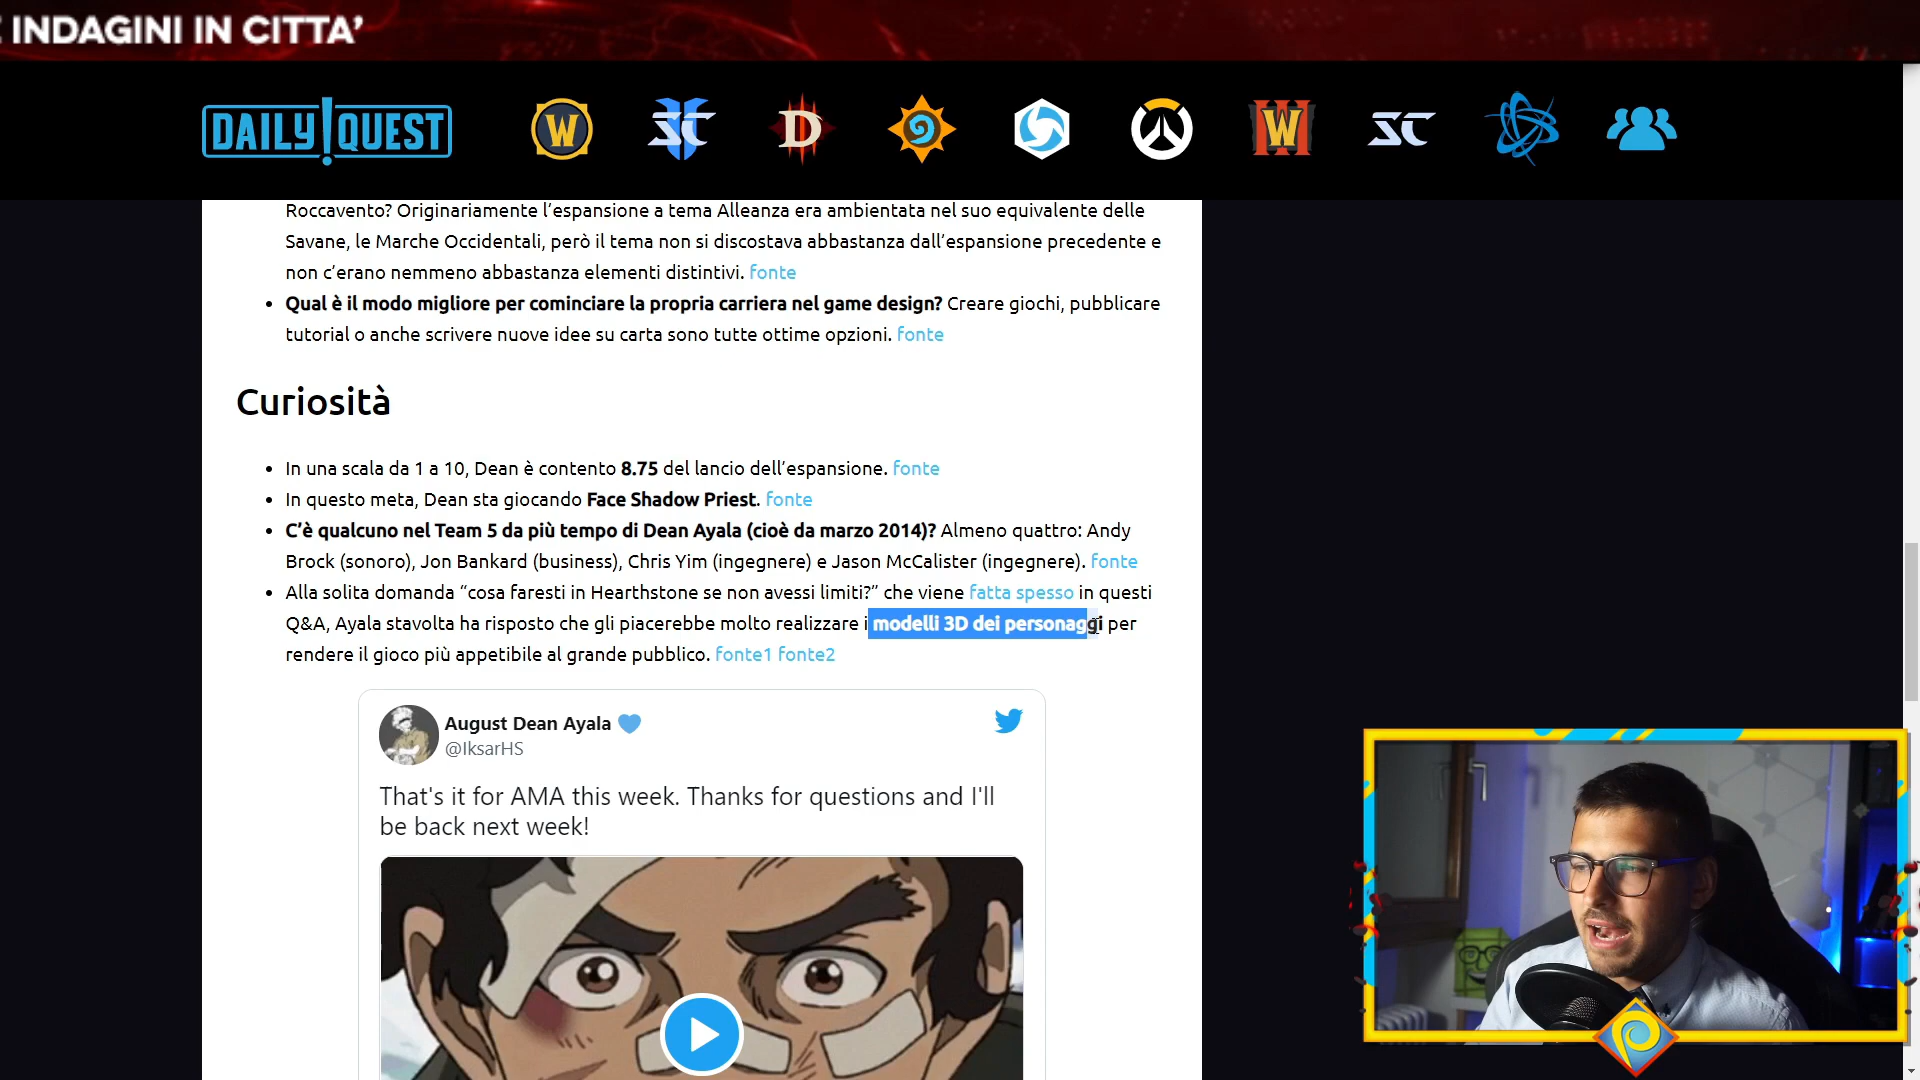 INDAGINI IN CITTA’
DAILY QUEST
W
SC
D
W
SC
Roccavento? Originariamente l’espansione a tema Alleanza era ambientata nel suo equivalente delle
Savane, le Marche Occidentali, però il tema non si discostava abbastanza dall’espansione precedente e
non c’erano nemmeno abbastanza elementi distintivi. fonte
• Qual è il modo migliore per cominciare la propria carriera nel game design? Creare giochi, pubblicare
tutorial o anche scrivere nuove idee su carta sono tutte ottime opzioni. fonte
Curiosità
• In una scala da 1 a 10, Dean è contento 8.75 del lancio dell’espansione. fonte
• In questo meta, Dean sta giocando Face Shadow Priest. fonte
• C’è qualcuno nel Team 5 da più tempo di Dean Ayala (cioè da marzo 2014)? Almeno quattro: Andy
Brock (sonoro), Jon Bankard (business), Chris Yim (ingegnere) e Jason McCalister (ingegnere). fonte
• Alla solita domanda “cosa faresti in Hearthstone se non avessi limiti?” che viene fatta spesso in questi
Q&A, Ayala stavolta ha risposto che gli piacerebbe molto realizzare i modelli 3D dei personaggi per
rendere il gioco più appetibile al grande pubblico. fonte1 fonte2
August Dean Ayala
@IksarHS
That's it for AMA this week. Thanks for questions and I'll
be back next week!